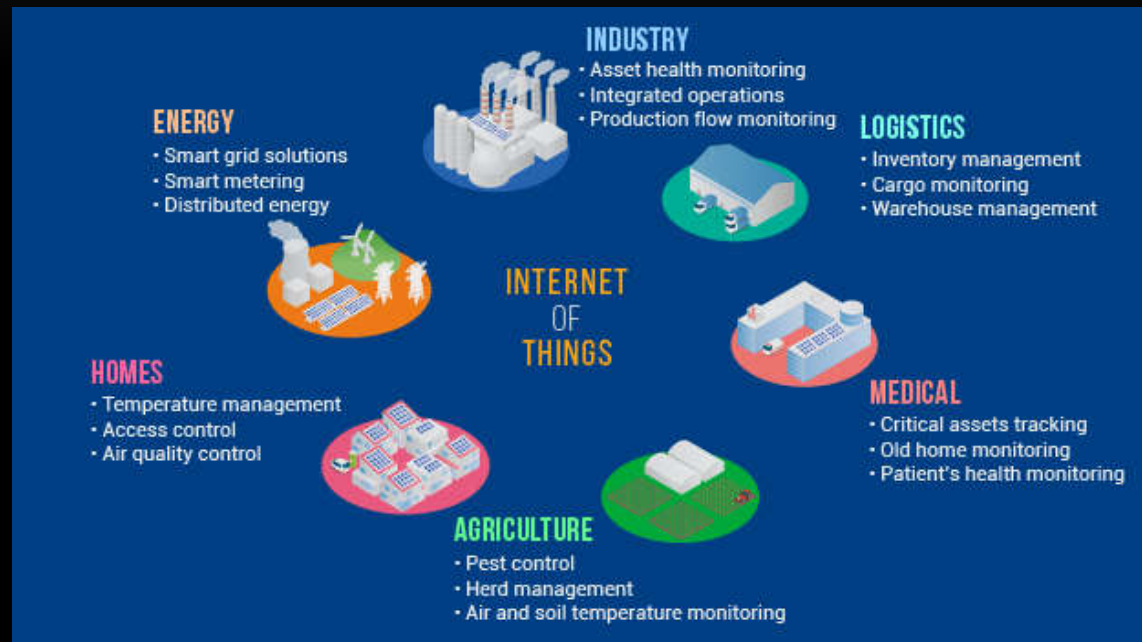 INDUSTRY
• Asset health monitoring
• Integrated operations
• Production flow monitoring
ENERGY
• Smart grid solutions
• Smart metering
• Distributed energy
LOGISTICS
• Inventory management
• Cargo monitoring
• Warehouse management
INTERNET
OF
THINGS
HOMES
• Temperature management
• Access control
• Air quality control
MEDICAL
• Critical assets tracking
• Old home monitoring
• Patient's health monitoring
AGRICULTURE
• Pest control
• Herd management
• Air and soil temperature monitoring